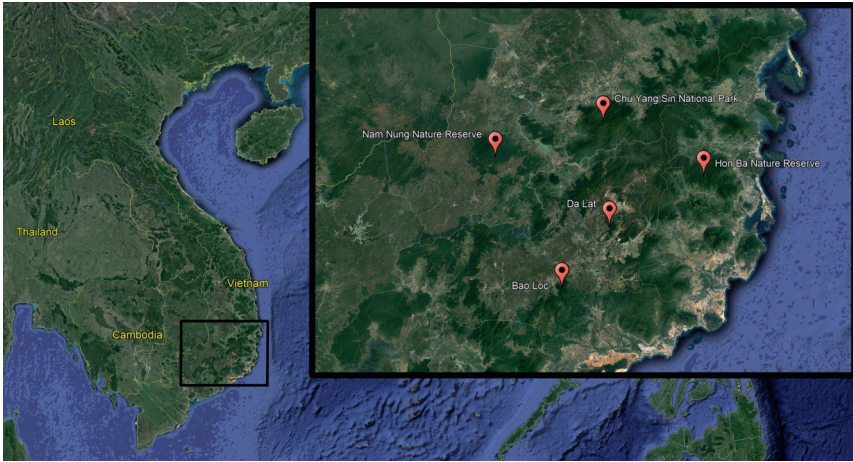 Laos
Thailand
Vietnam
Cambodia
Chu Yang Sin National Park
Nam Nung Nature Reserve
Hon Ba Nature Reserve
Da Lat
Bao Loc